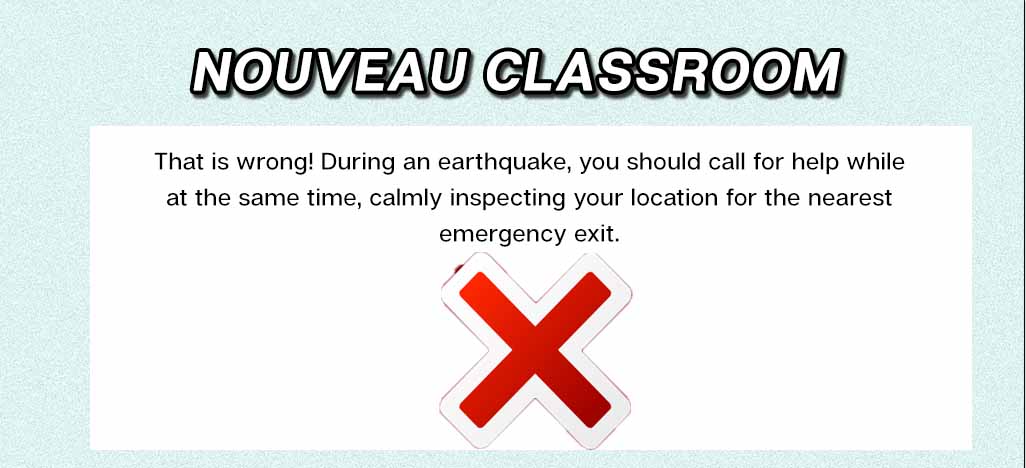 NOUVEAU CLASSROOM
That is wrong! During an earthquake, you should call for help while
at the same time, calmly inspecting your location for the nearest
emergency exit.